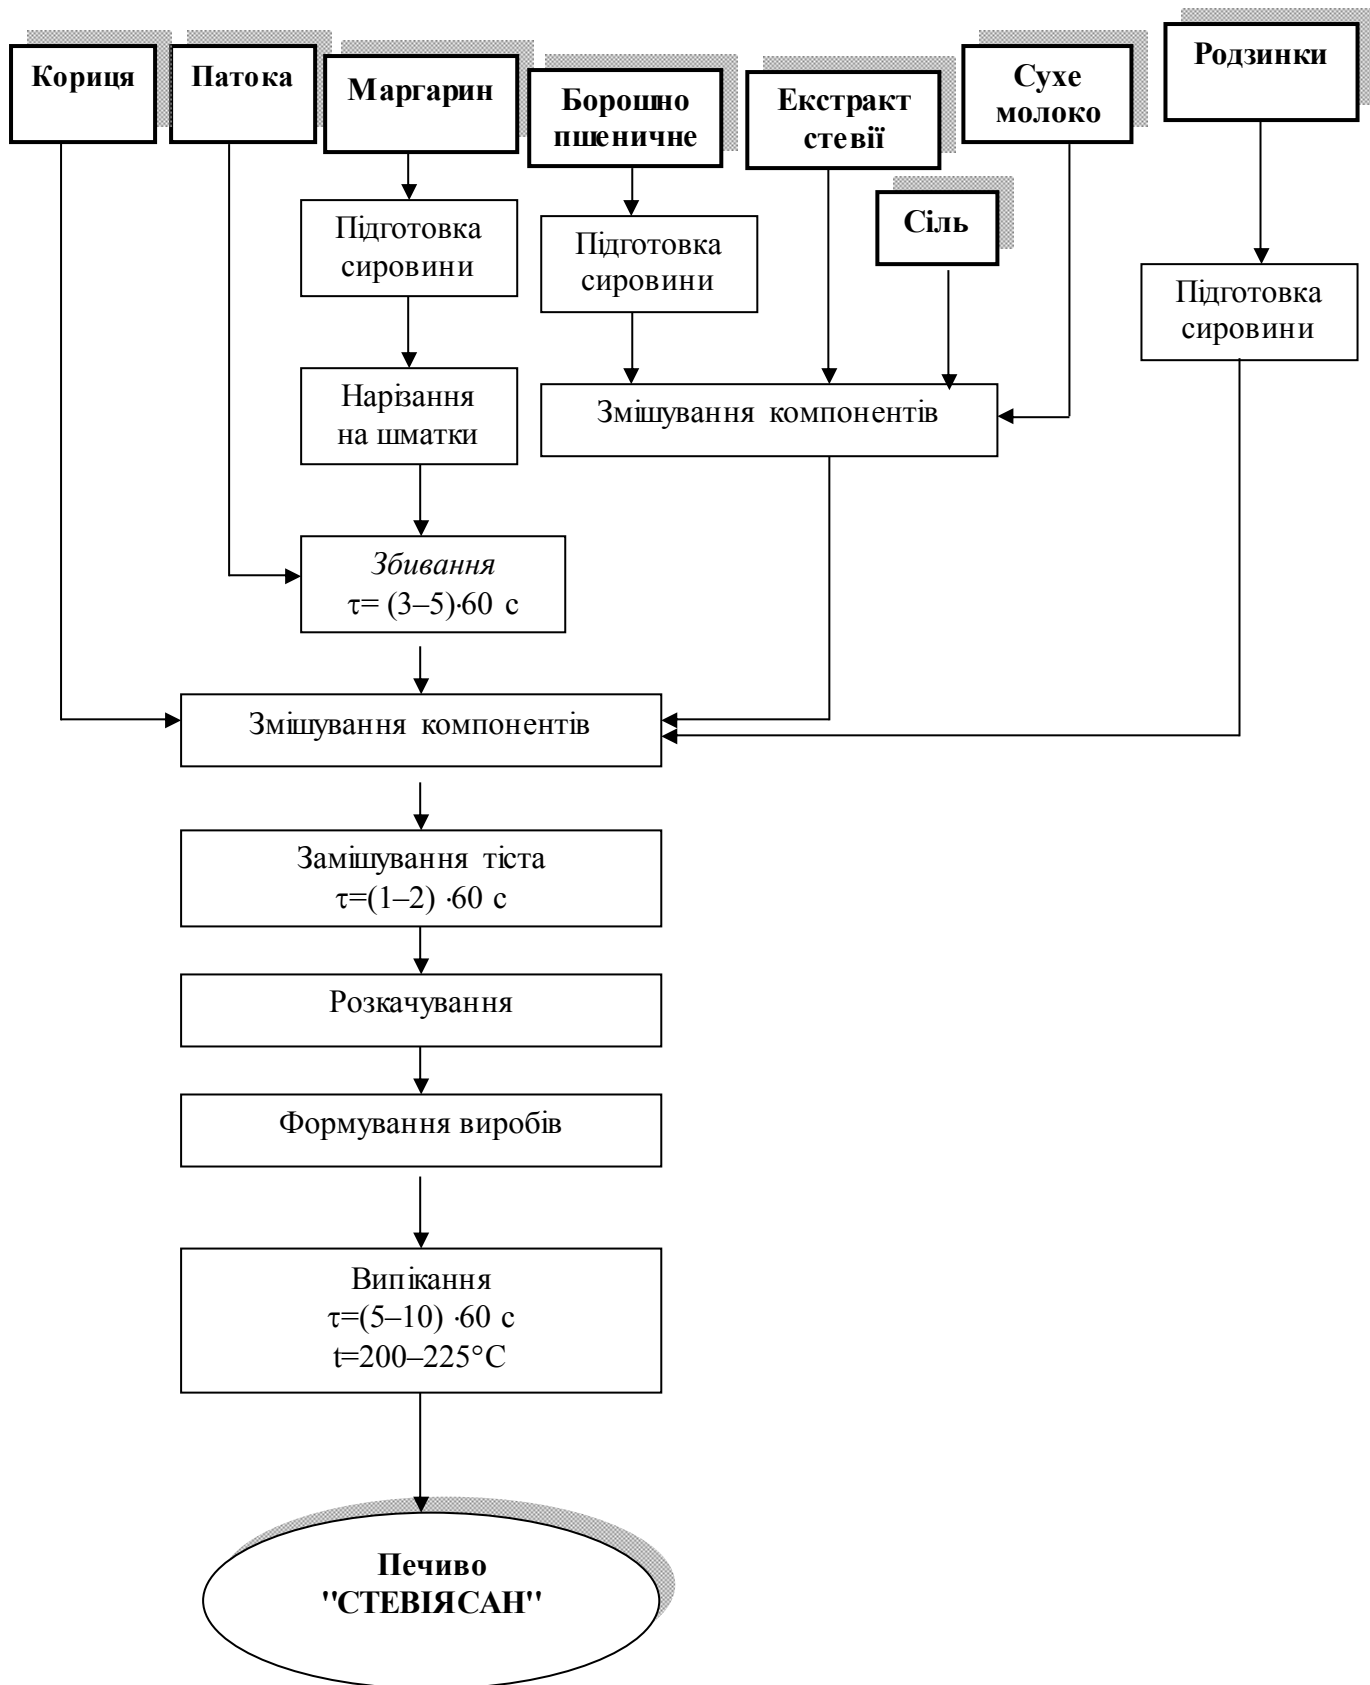 Кориця
Патока
Маргарин
Борошно
пшеничне
Екстракт
стевії
Сухе
молоко
Родзинки
Сіль
Підготовка
сировини
Підготовка
сировини
Підготовка
сировини
Нарізання
на шматки
Змішування компонентів
Збивання
τ= (3–5)·60 с
Змішування компонентів
Замішування тіста
τ=(1–2) ·60 с
Розкачування
Формування виробів
Випікання
τ=(5–10) ·60 с
t=200–225°С
Печиво
"СТЕВІЯСАН"